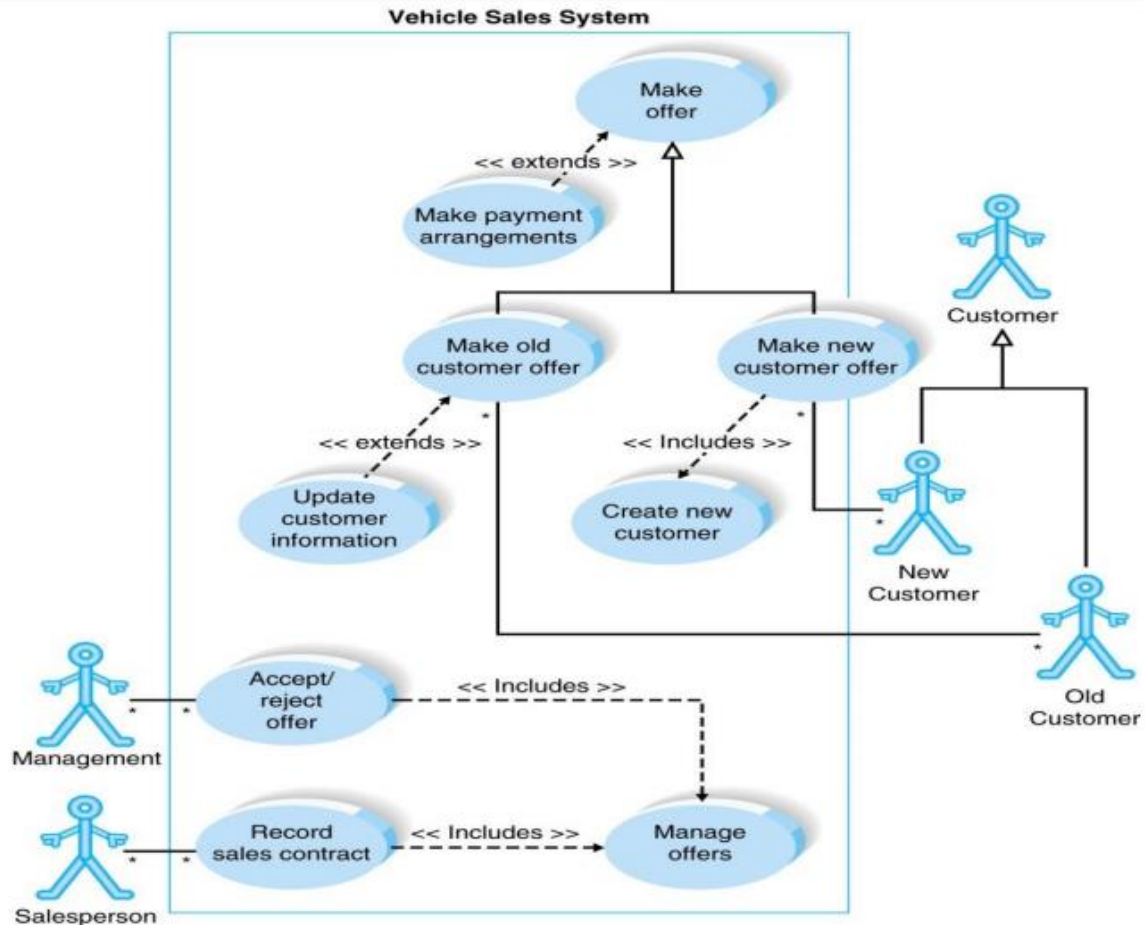 Vehicle Sales System
Make
offer
<< extends >>
Make payment
arrangements
Customer
Make old
customer offer
Make new
customer offer
*
*
<< extends >>
<< Includes >>
Update
customer
information
Create new
customer
*
New
Customer
*
Old
Customer
Accept/
reject
offer
<< Includes >>
*
*
Management
Record
sales contract
<< Includes >>
Manage
offers
*
*
Salesperson